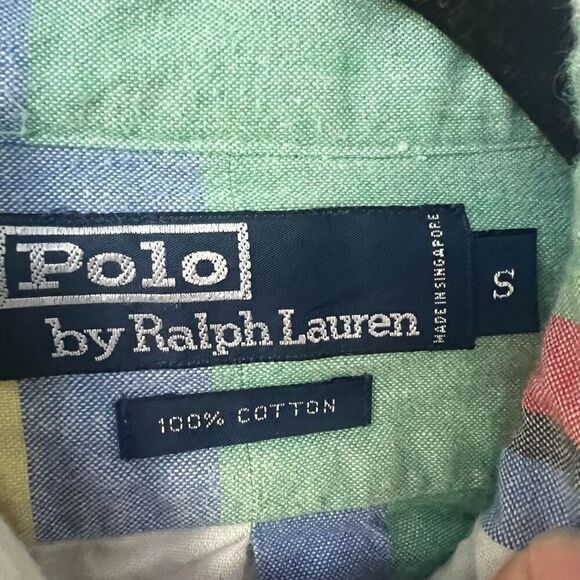 Polo
by Ralph Lauren
MADE IN SINGAPORE
S
100% COTTON